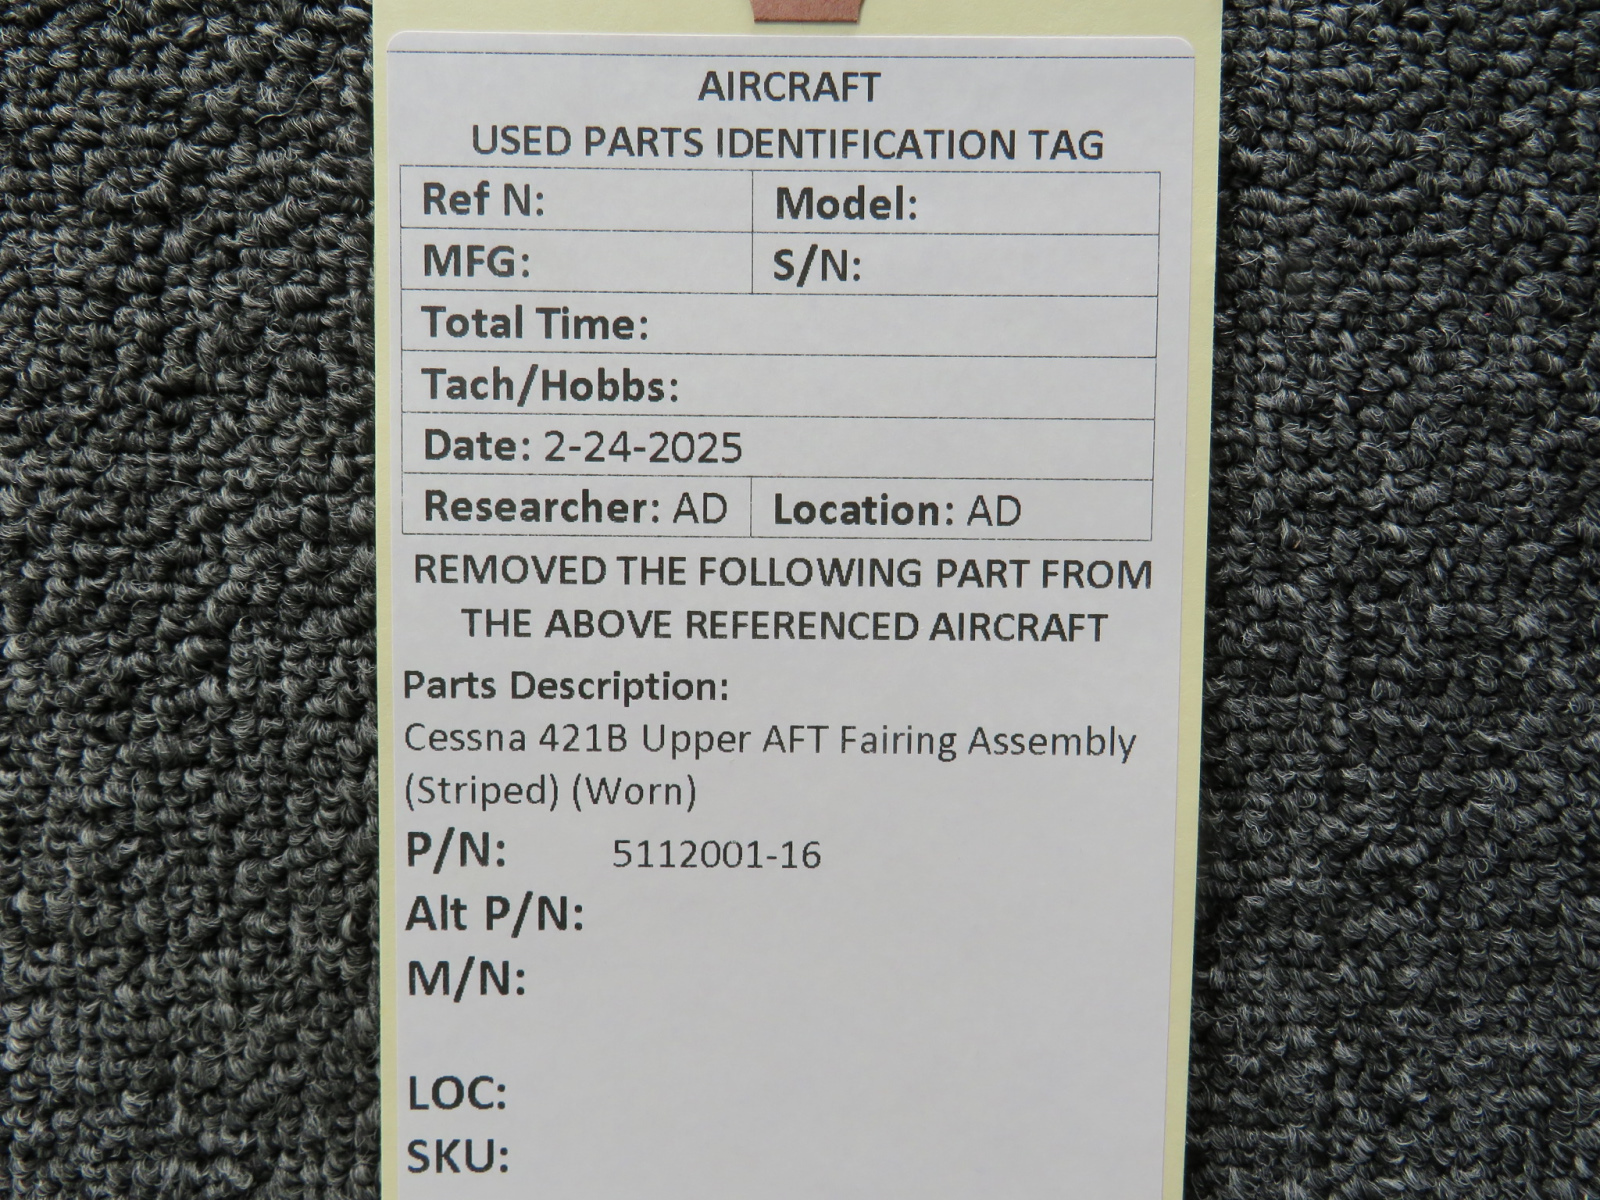 AIRCRAFT
USED PARTS IDENTIFICATION TAG
Ref N: Model:
MFG: S/N:
Total Time:
Tach/Hobbs:
Date: 2-24-2025
Researcher: AD Location: AD
REMOVED THE FOLLOWING PART FROM
THE ABOVE REFERENCED AIRCRAFT
Parts Description:
Cessna 421B Upper AFT Fairing Assembly
(Striped) (Worn)
P/N: 5112001-16
Alt P/N:
M/N:
LOC:
SKU: